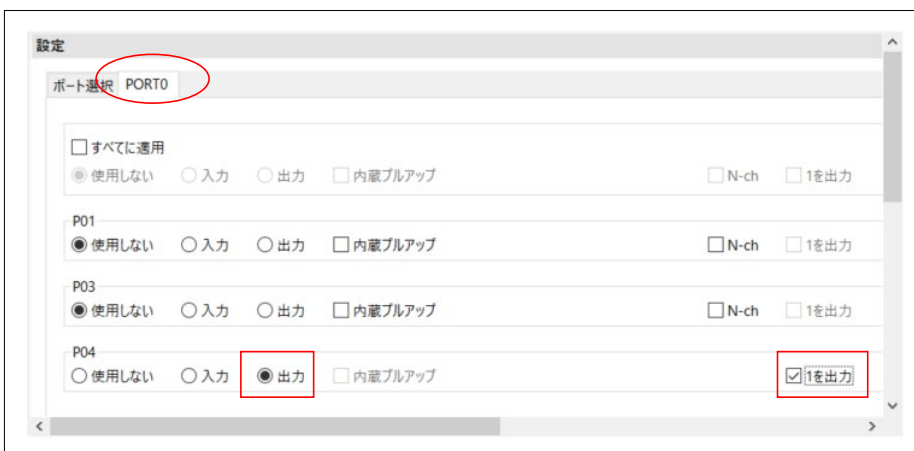 設定
ポート選択 PORT0
すべてに適用
使用しない 入力 出力 内蔵プルアップ N-ch 1を出力
P01
使用しない 入力 出力 内蔵プルアップ N-ch 1を出力
P03
使用しない 入力 出力 内蔵プルアップ N-ch 1を出力
P04
使用しない 入力 出力 内蔵プルアップ 1を出力